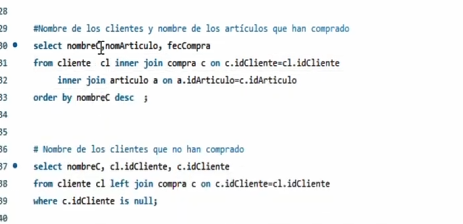 28
29 #Nombre de los clientes y nombre de los artículos que han comprado
30 select nombreC,nomArticulo, fecCompra
31 from cliente cl inner join compra c on c.idCliente=cl.idCliente
32 inner join articulo a on a.idArticulo=c.idArticulo
33 order by nombreC desc ;
34
35
36 # Nombre de los clientes que no han comprado
37 select nombreC, cl.idCliente, c.idCliente
38 from cliente cl left join compra c on c.idCliente=cl.idCliente
39 where c.idCliente is null;
40